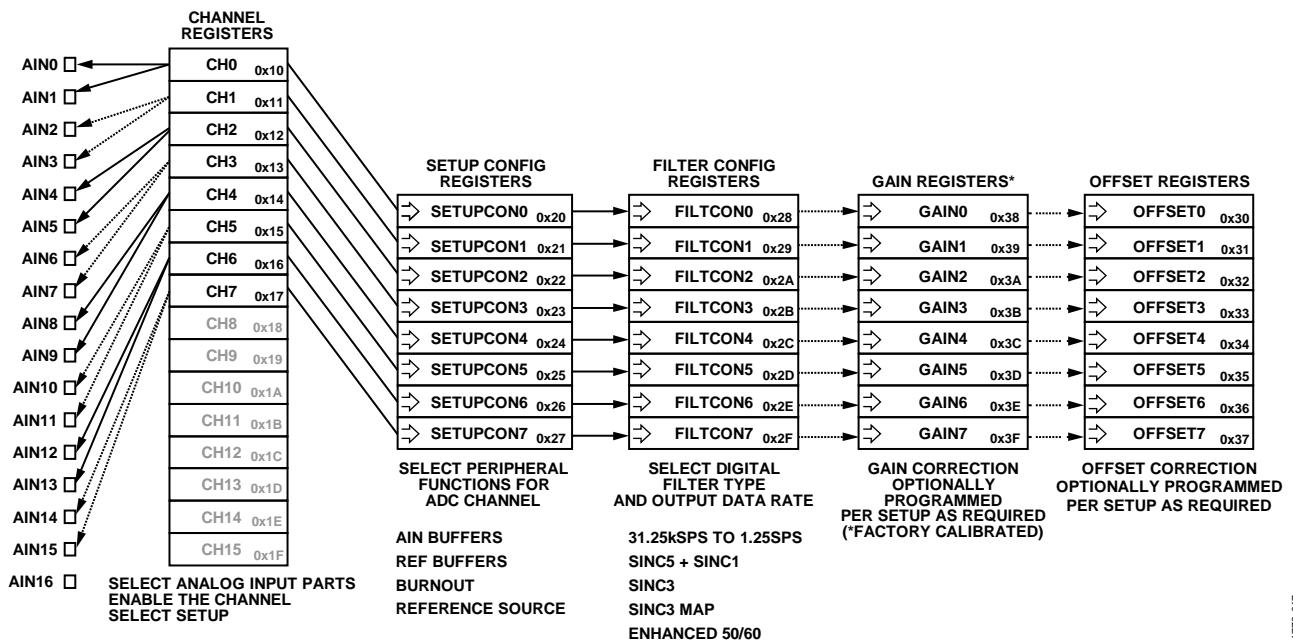 CHANNEL
REGISTERS
AIN0
AIN1
AIN2
AIN3
AIN4
AIN5
AIN6
AIN7
AIN8
AIN9
AIN10
AIN11
AIN12
AIN13
AIN14
AIN15
AIN16
CH0 0x10
CH1 0x11
CH2 0x12
CH3 0x13
CH4 0x14
CH5 0x15
CH6 0x16
CH7 0x17
CH8 0x18
CH9 0x19
CH10 0x1A
CH11 0x1B
CH12 0x1C
CH13 0x1D
CH14 0x1E
CH15 0x1F
SELECT ANALOG INPUT PARTS
ENABLE THE CHANNEL
SELECT SETUP
SETUP CONFIG
REGISTERS
SETUPCON0 0x20
SETUPCON1 0x21
SETUPCON2 0x22
SETUPCON3 0x23
SETUPCON4 0x24
SETUPCON5 0x25
SETUPCON6 0x26
SETUPCON7 0x27
SELECT PERIPHERAL
FUNCTIONS FOR
ADC CHANNEL
AIN BUFFERS
REF BUFFERS
BURNOUT
REFERENCE SOURCE
FILTER CONFIG
REGISTERS
FILTCON0 0x28
FILTCON1 0x29
FILTCON2 0x2A
FILTCON3 0x2B
FILTCON4 0x2C
FILTCON5 0x2D
FILTCON6 0x2E
FILTCON7 0x2F
SELECT DIGITAL
FILTER TYPE
AND OUTPUT DATA RATE
31.25kSPS TO 1.25SPS
SINC5 + SINC1
SINC3
SINC3 MAP
ENHANCED 50/60
GAIN REGISTERS*
GAIN0 0x38
GAIN1 0x39
GAIN2 0x3A
GAIN3 0x3B
GAIN4 0x3C
GAIN5 0x3D
GAIN6 0x3E
GAIN7 0x3F
GAIN CORRECTION
OPTIONALLY
PROGRAMMED
PER SETUP AS REQUIRED
(*FACTORY CALIBRATED)
OFFSET REGISTERS
OFFSET0 0x30
OFFSET1 0x31
OFFSET2 0x32
OFFSET3 0x33
OFFSET4 0x34
OFFSET5 0x35
OFFSET6 0x36
OFFSET7 0x37
OFFSET CORRECTION
OPTIONALLY PROGRAMMED
PER SETUP AS REQUIRED